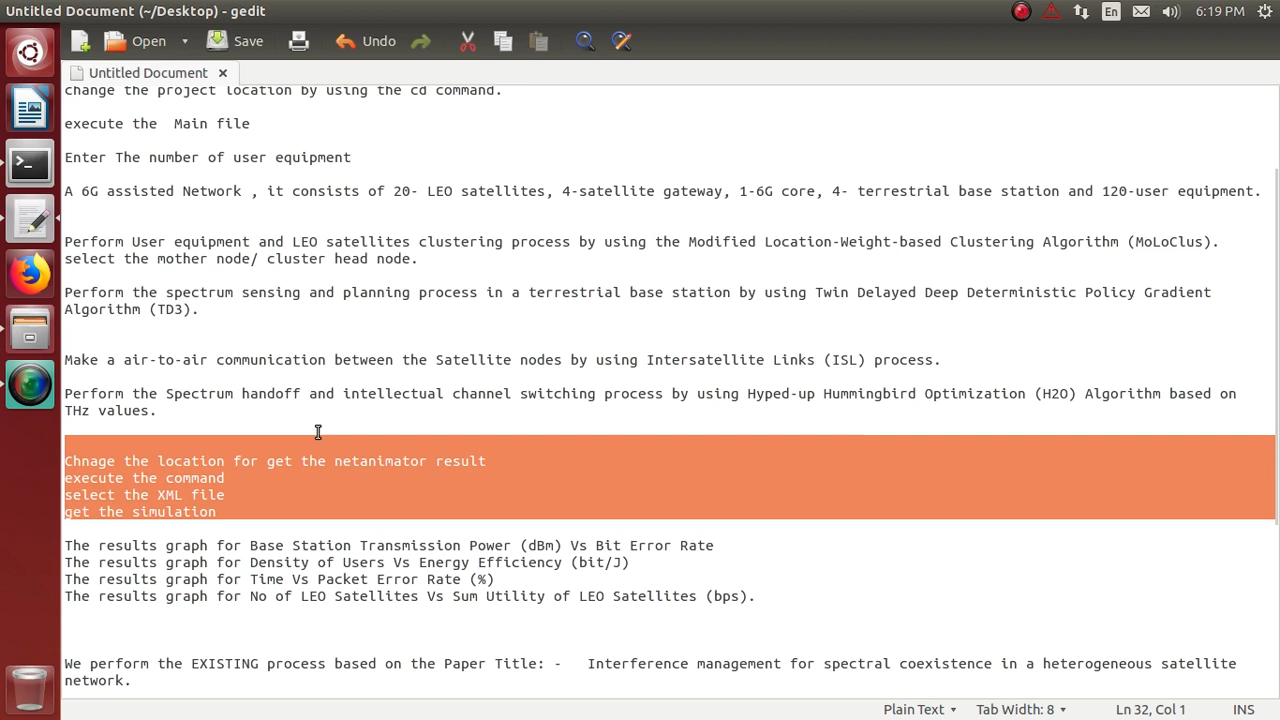 Untitled Document (~/Desktop) - gedit
En
6:19 PM
Open
Save
Undo
Untitled Document
change the project location by using the cd command.
execute the  Main file
Enter The number of user equipment
A 6G assisted Network , it consists of 20- LEO satellites, 4-satellite gateway, 1-6G core, 4- terrestrial base station and 120-user equipment.
Perform User equipment and LEO satellites clustering process by using the Modified Location-Weight-based Clustering Algorithm (MoLoClus).
select the mother node/ cluster head node.
Perform the spectrum sensing and planning process in a terrestrial base station by using Twin Delayed Deep Deterministic Policy Gradient
Algorithm (TD3).
Make a air-to-air communication between the Satellite nodes by using Intersatellite Links (ISL) process.
Perform the Spectrum handoff and intellectual channel switching process by using Hyped-up Hummingbird Optimization (H2O) Algorithm based on
THz values.
Chnage the location for get the netanimator result
execute the command
select the XML file
get the simulation
The results graph for Base Station Transmission Power (dBm) Vs Bit Error Rate
The results graph for Density of Users Vs Energy Efficiency (bit/J)
The results graph for Time Vs Packet Error Rate (%)
The results graph for No of LEO Satellites Vs Sum Utility of LEO Satellites (bps).
We perform the EXISTING process based on the Paper Title: -   Interference management for spectral coexistence in a heterogeneous satellite
network.
Plain Text
Tab Width: 8
Ln 32, Col 1
INS